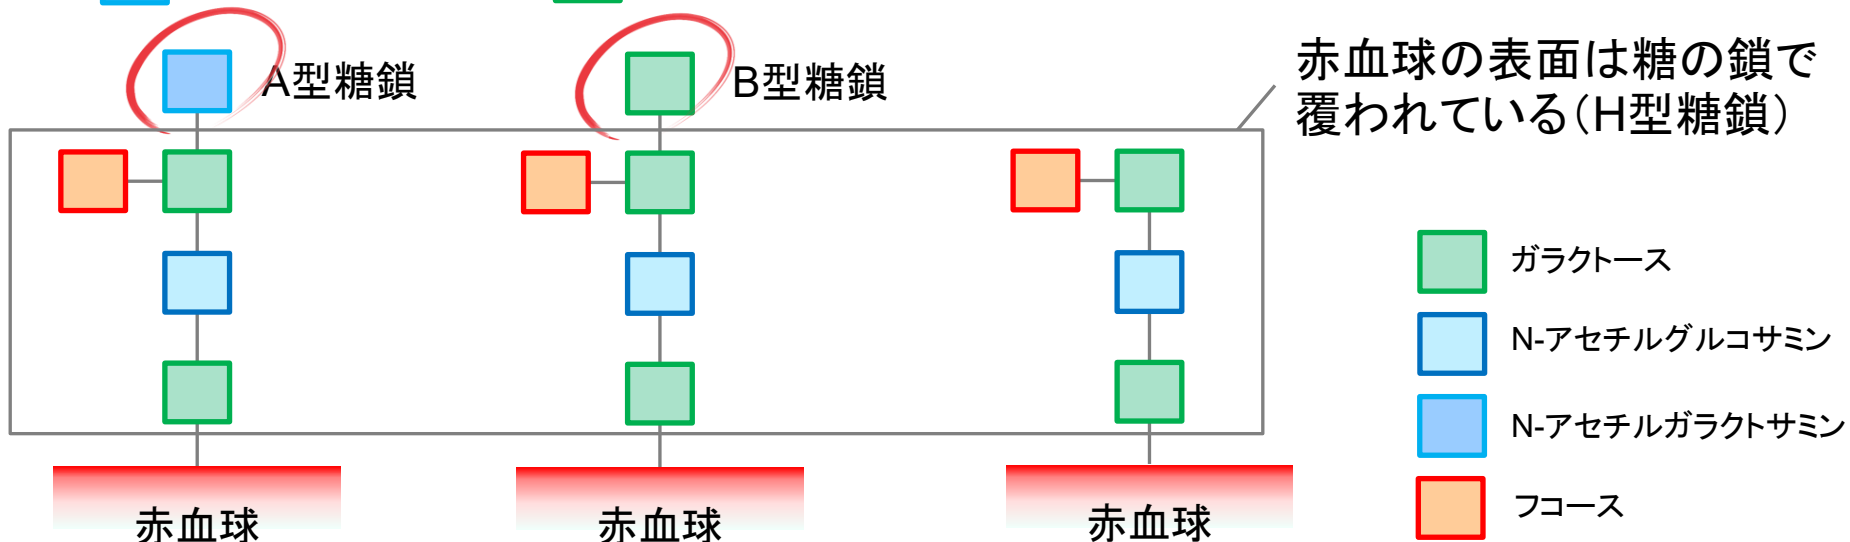 A型糖鎖
B型糖鎖
赤血球の表面は糖の鎖で
覆われている（H型糖鎖）
ガラクトース
N-アセチルグルコサミン
N-アセチルガラクトサミン
フコース
赤血球
赤血球
赤血球